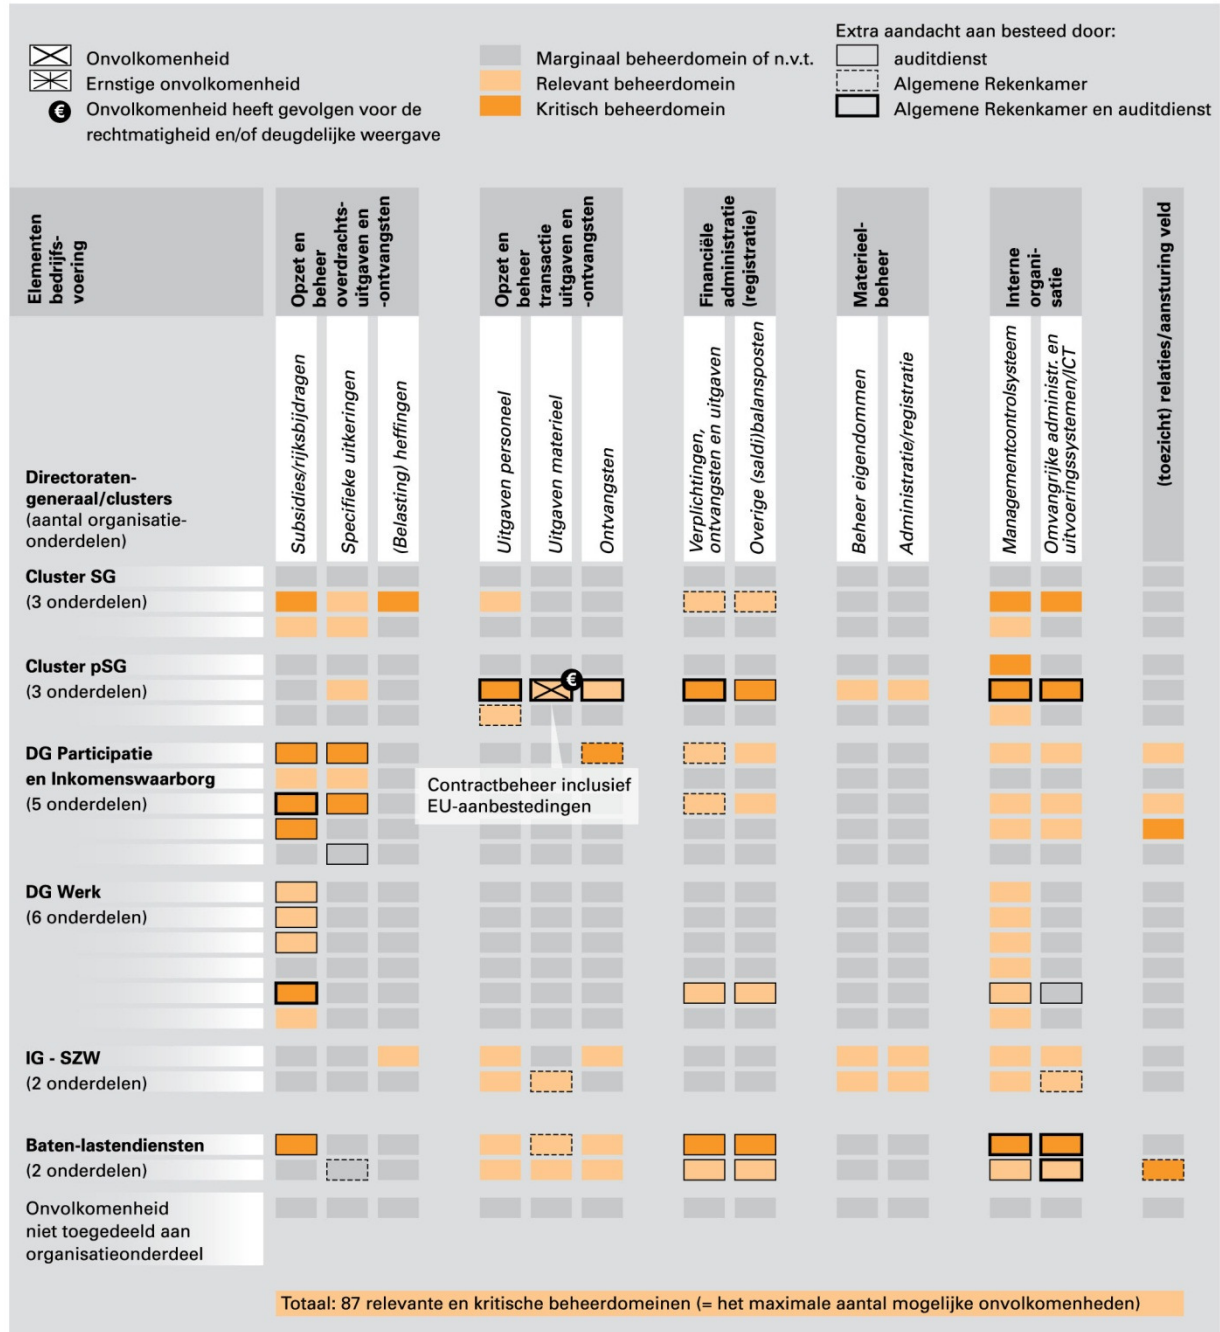 Onvolkomenheid
Ernstige onvolkomenheid
€ Onvolkomenheid heeft gevolgen voor de
rechtmatigheid en/of deugdelijke weergave
Marginaal beheerdomein of n.v.t.
Relevant beheerdomein
Kritisch beheerdomein
Extra aandacht aan besteed door:
auditdienst
Algemene Rekenkamer
Algemene Rekenkamer en auditdienst
Elementen
bedrijfs-
voering
Opzet en
beheer
overdrachts-
uitgaven en
-ontvangsten
Opzet en
beheer
transactie
uitgaven en
-ontvangsten
Financiële
administratie
(registratie)
Materieel-
beheer
Interne
organi-
satie
(toezicht) relaties/aansturing veld
Directoraten-
generaal/clusters
(aantal organisatie-
onderdelen)
Subsidies/rijksbijdragen
Specifieke uitkeringen
(Belasting) heffingen
Uitgaven personeel
Uitgaven materieel
Ontvangsten
Verplichtingen,
ontvangsten en uitgaven
Overige (saldi)balansposten
Beheer eigendommen
Administratie/registratie
Managementcontrolsysteem
Omvangrijke administr. en
uitvoeringssystemen/ICT
Cluster SG
(3 onderdelen)
Cluster pSG
(3 onderdelen)
€
DG Participatie
en Inkomenswaarborg
(5 onderdelen)
Contractbeheer inclusief
EU-aanbestedingen
DG Werk
(6 onderdelen)
IG - SZW
(2 onderdelen)
Baten-lastendiensten
(2 onderdelen)
Onvolkomenheid
niet toegedeeld aan
organisatieonderdeel
Totaal: 87 relevante en kritische beheerdomeinen (= het maximale aantal mogelijke onvolkomenheden)